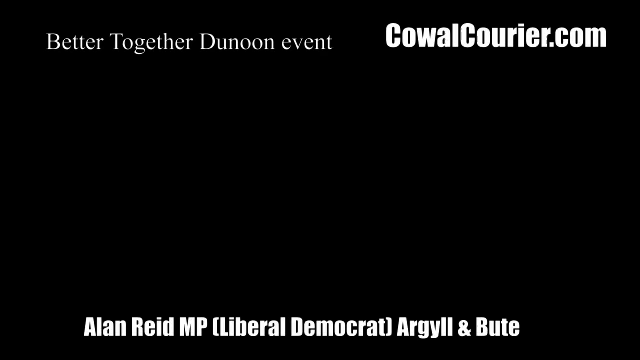 Better Together Dunoon event
CowalCourier.com
Alan Reid MP (Liberal Democrat) Argyll & Bute